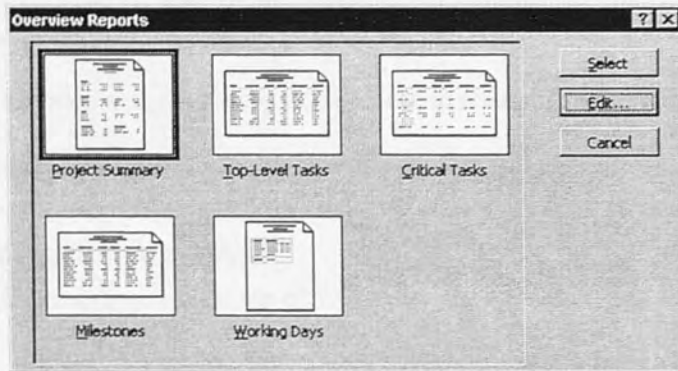 Overview Reports
Select
Edit...
Cancel
Project Summary
Top-Level Tasks
Critical Tasks
Milestones
Working Days